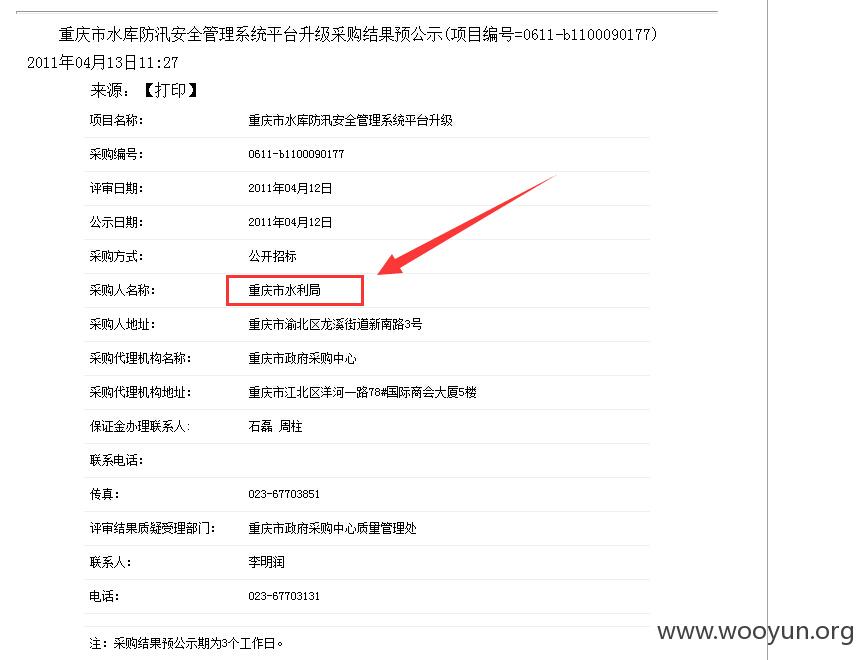 重庆市水库防汛安全管理系统平台升级采购结果预公示(项目编号=0611-b1100090177)
2011年04月13日11:27
来源：【打印】
项目名称： 重庆市水库防汛安全管理系统平台升级
采购编号： 0611-b1100090177
评审日期： 2011年04月12日
公示日期： 2011年04月12日
采购方式： 公开招标
采购人名称： 重庆市水利局
采购人地址： 重庆市渝北区龙溪街道新南路3号
采购代理机构名称： 重庆市政府采购中心
采购代理机构地址： 重庆市江北区洋河一路78#国际商会大厦5楼
保证金办理联系人: 石磊 周柱
联系电话：
传真： 023-67703851
评审结果质疑受理部门： 重庆市政府采购中心质量管理处
联系人： 李明润
电话： 023-67703131
注：采购结果预公示期为3个工作日。
www.wooyun.org